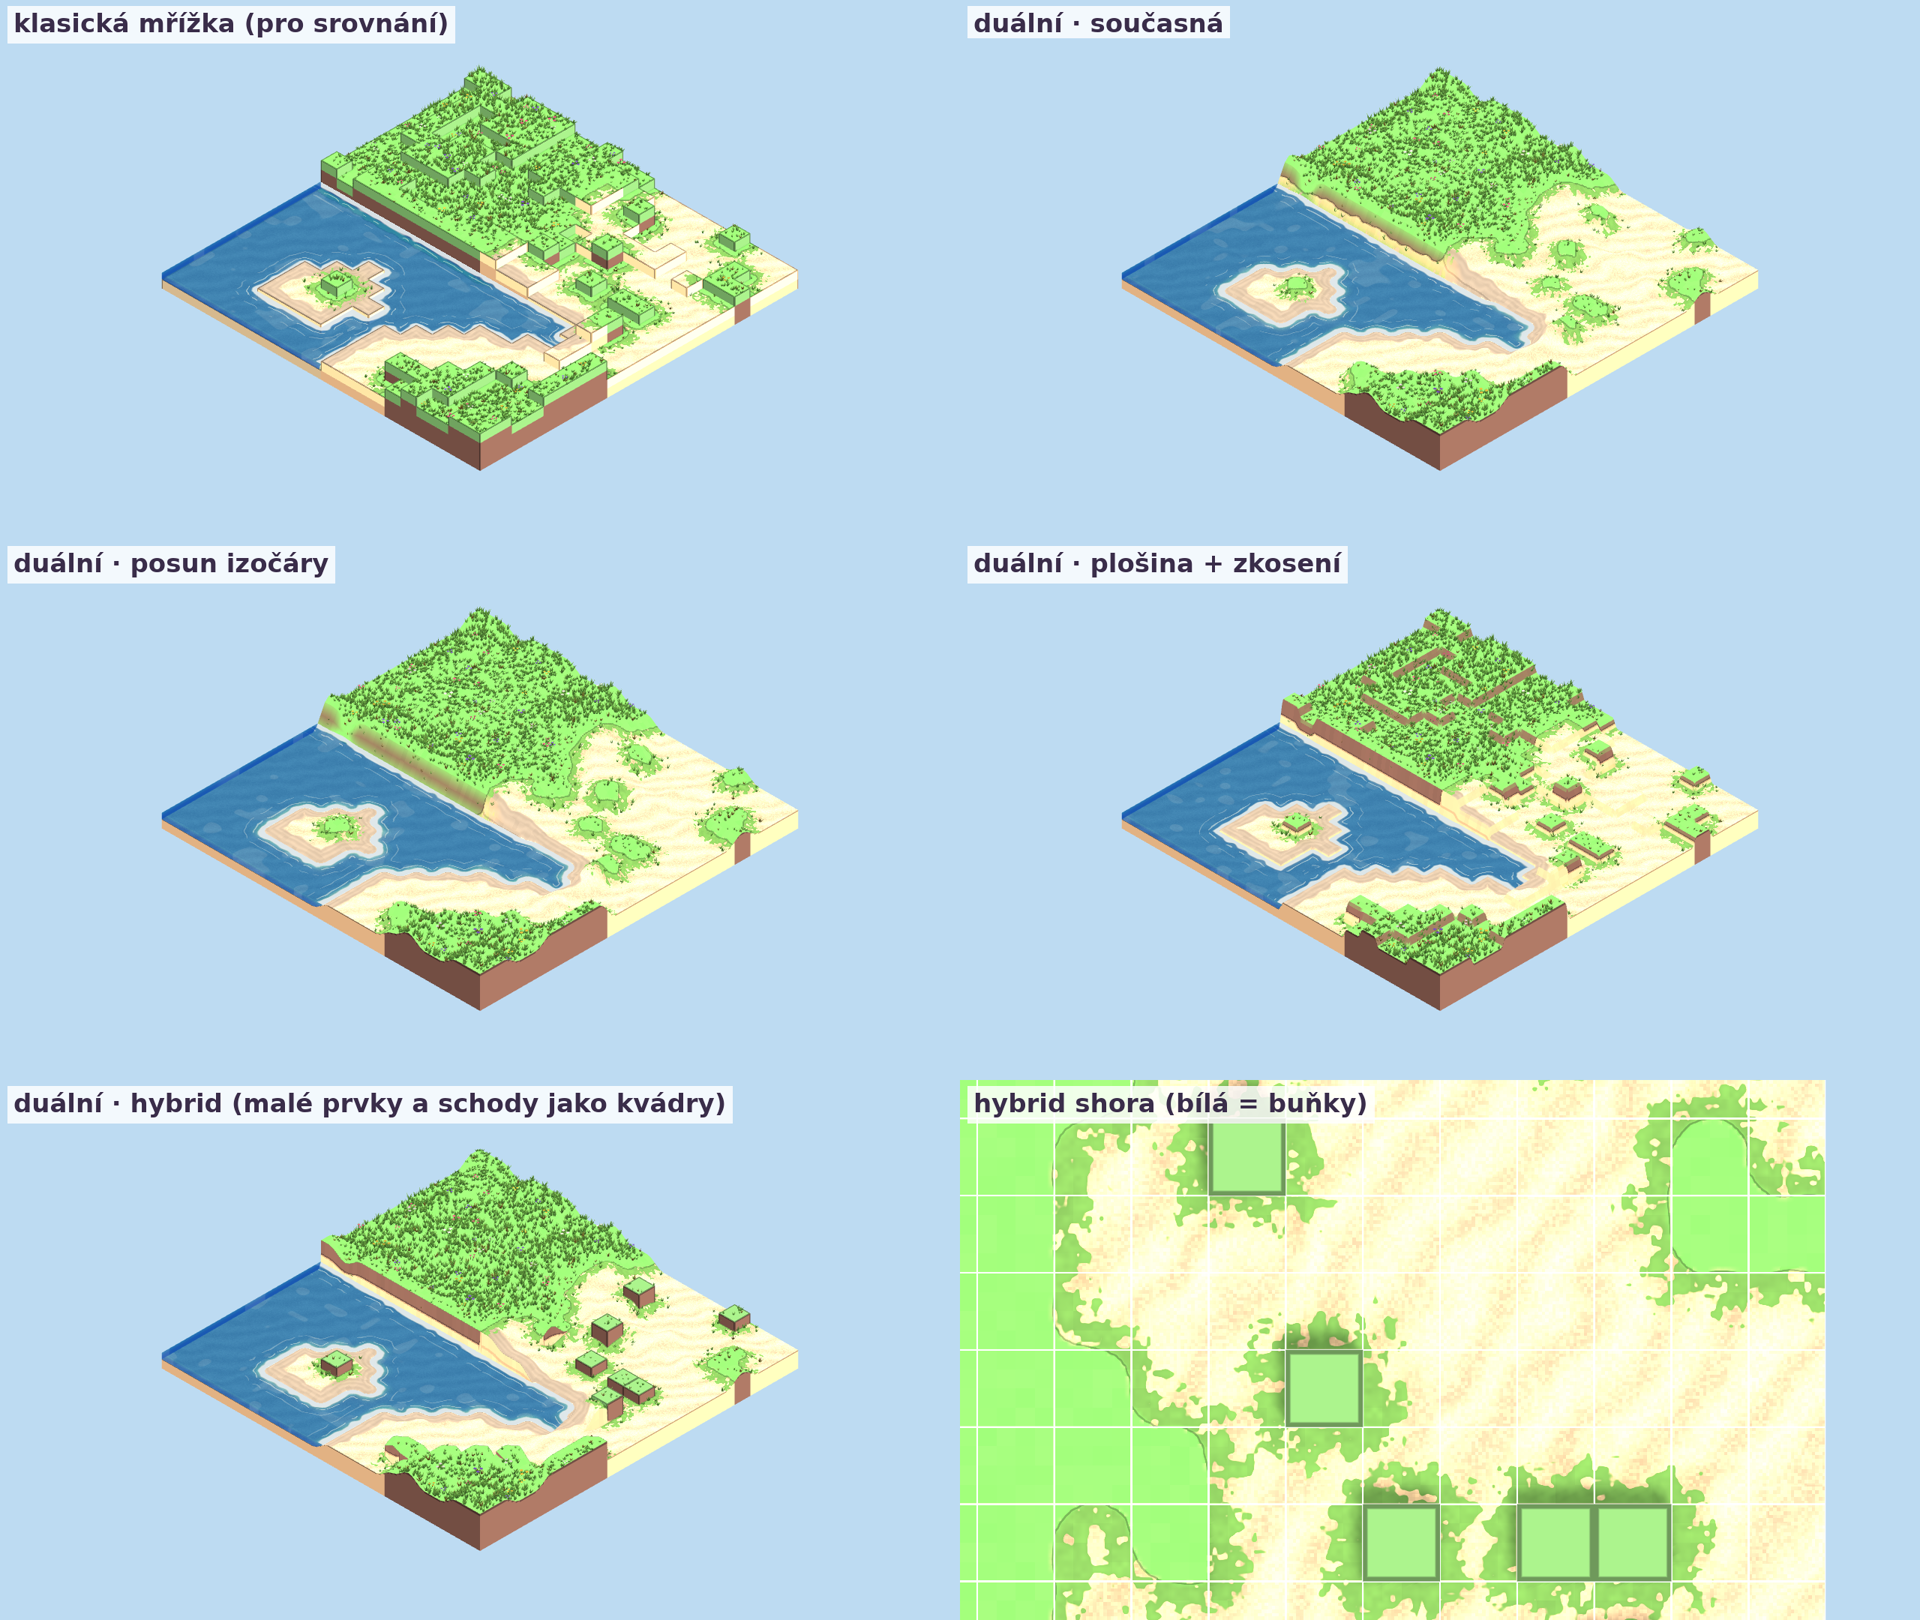 klasická mřížka (pro srovnání)
duální · současná
duální · posun izočáry
duální · plošina + zkosení
duální · hybrid (malé prvky a schody jako kvádry)
hybrid shora (bílá = buňky)